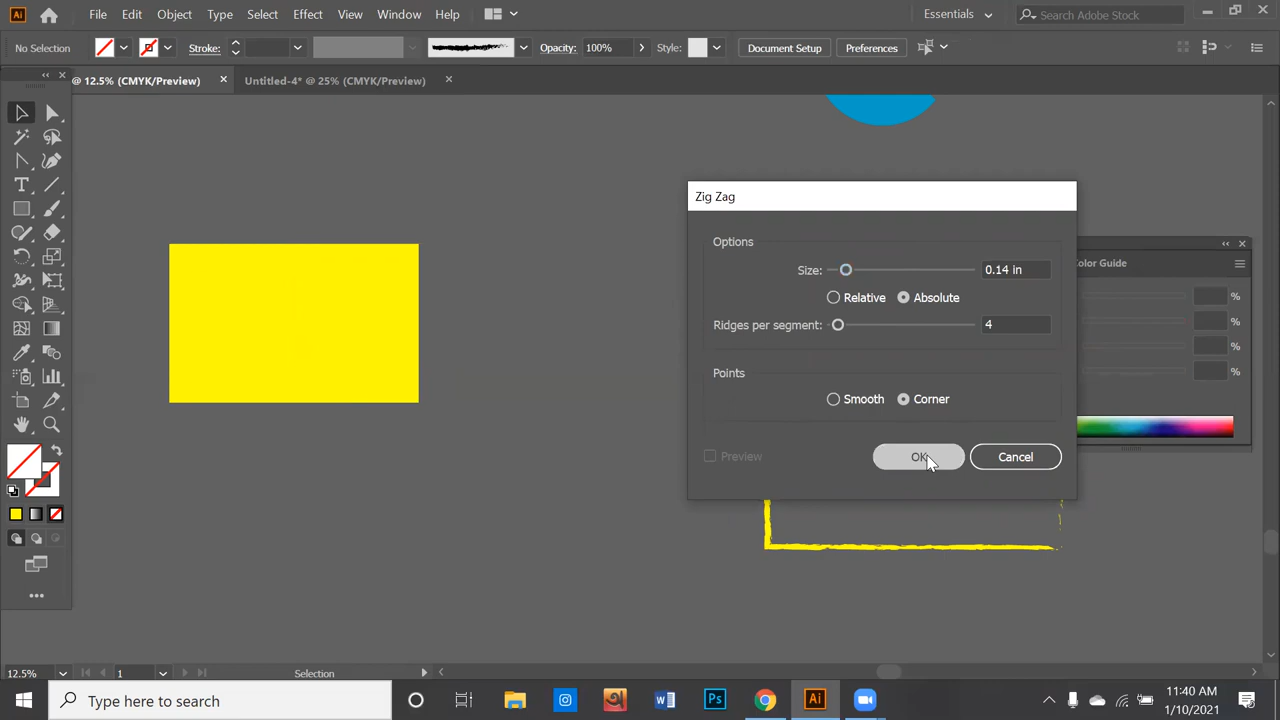 Ai File Edit Object Type Select Effect View Window Help Essentials Search Adobe Stock
No Selection Stroke: Opacity: 100% Style: Document Setup Preferences
@ 12.5% (CMYK/Preview) Untitled-4* @ 25% (CMYK/Preview)
Zig Zag
Options
Size: 0.14 in
Relative Absolute
Ridges per segment: 4
Points
Smooth Corner
Preview OK Cancel
Color Guide
%
%
%
%
12.5% 1 Selection
Type here to search
Ps Ai
11:40 AM
1/10/2021